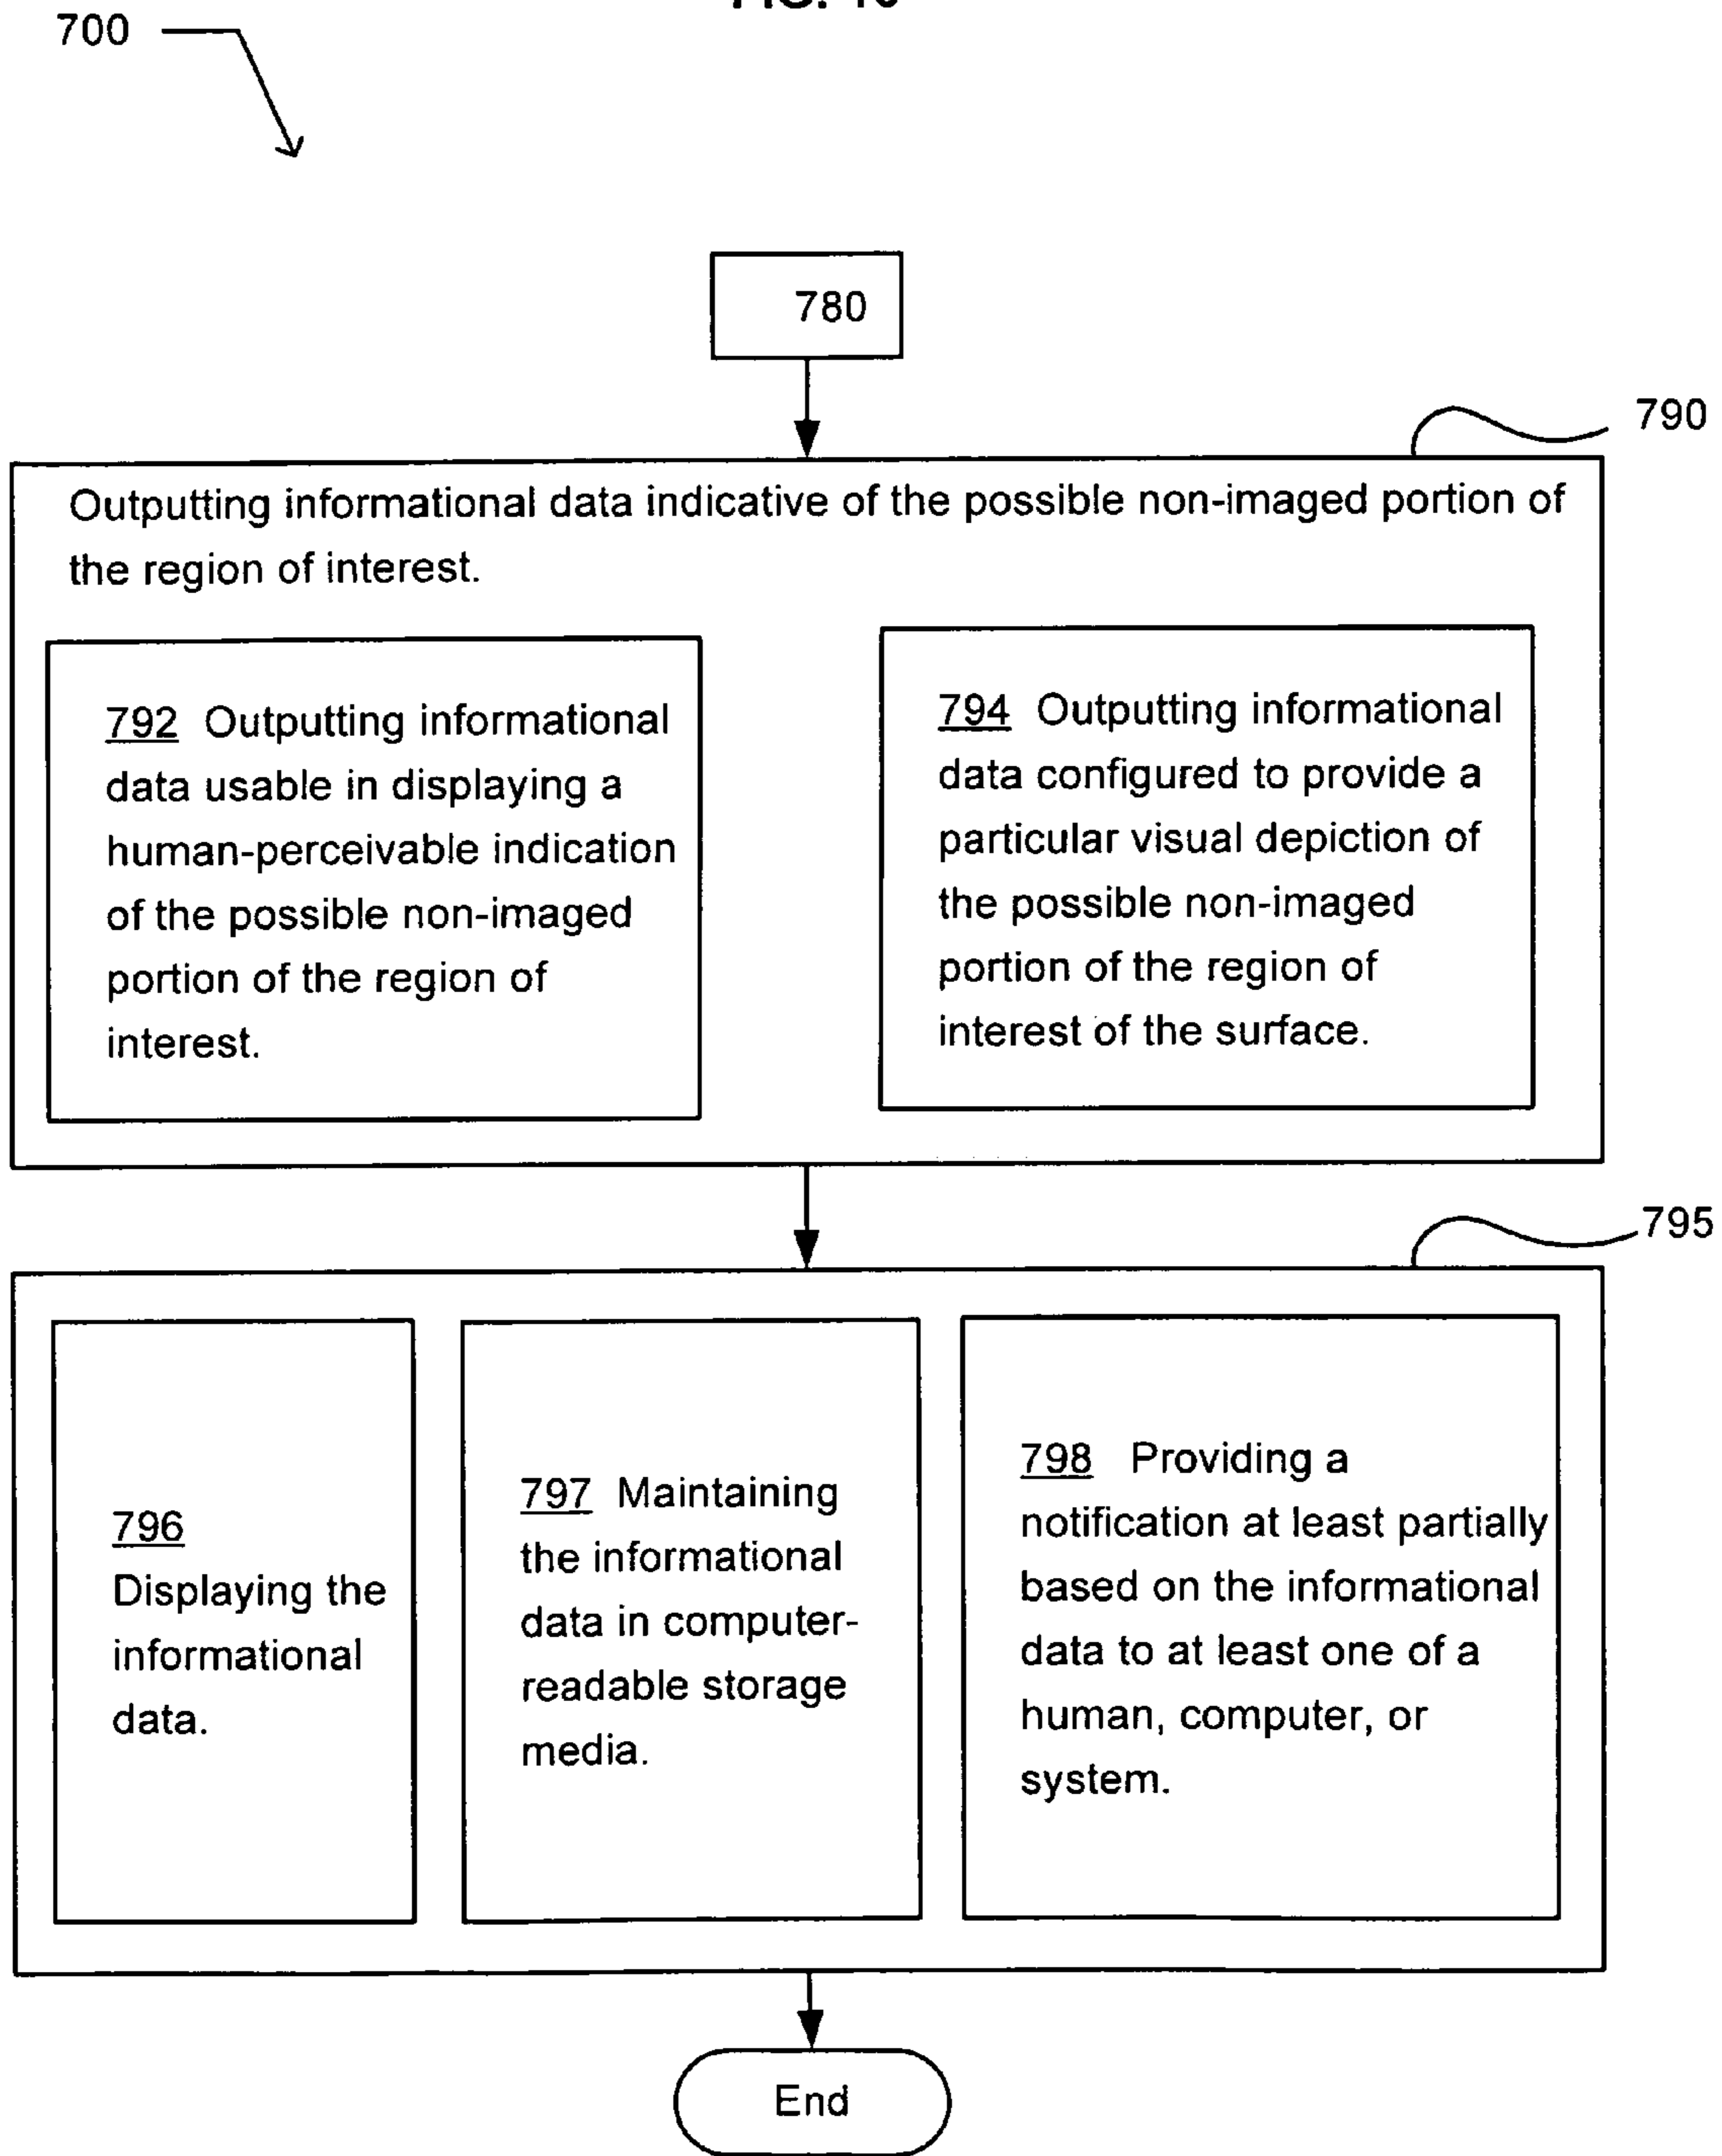 700
780
790
Outputting informational data indicative of the possible non-imaged portion of
the region of interest.
792 Outputting informational
data usable in displaying a
human-perceivable indication
of the possible non-imaged
portion of the region of
interest.
794 Outputting informational
data configured to provide a
particular visual depiction of
the possible non-imaged
portion of the region of
interest of the surface.
795
796
Displaying the
informational
data.
797 Maintaining
the informational
data in computer-
readable storage
media.
798 Providing a
notification at least partially
based on the informational
data to at least one of a
human, computer, or
system.
End